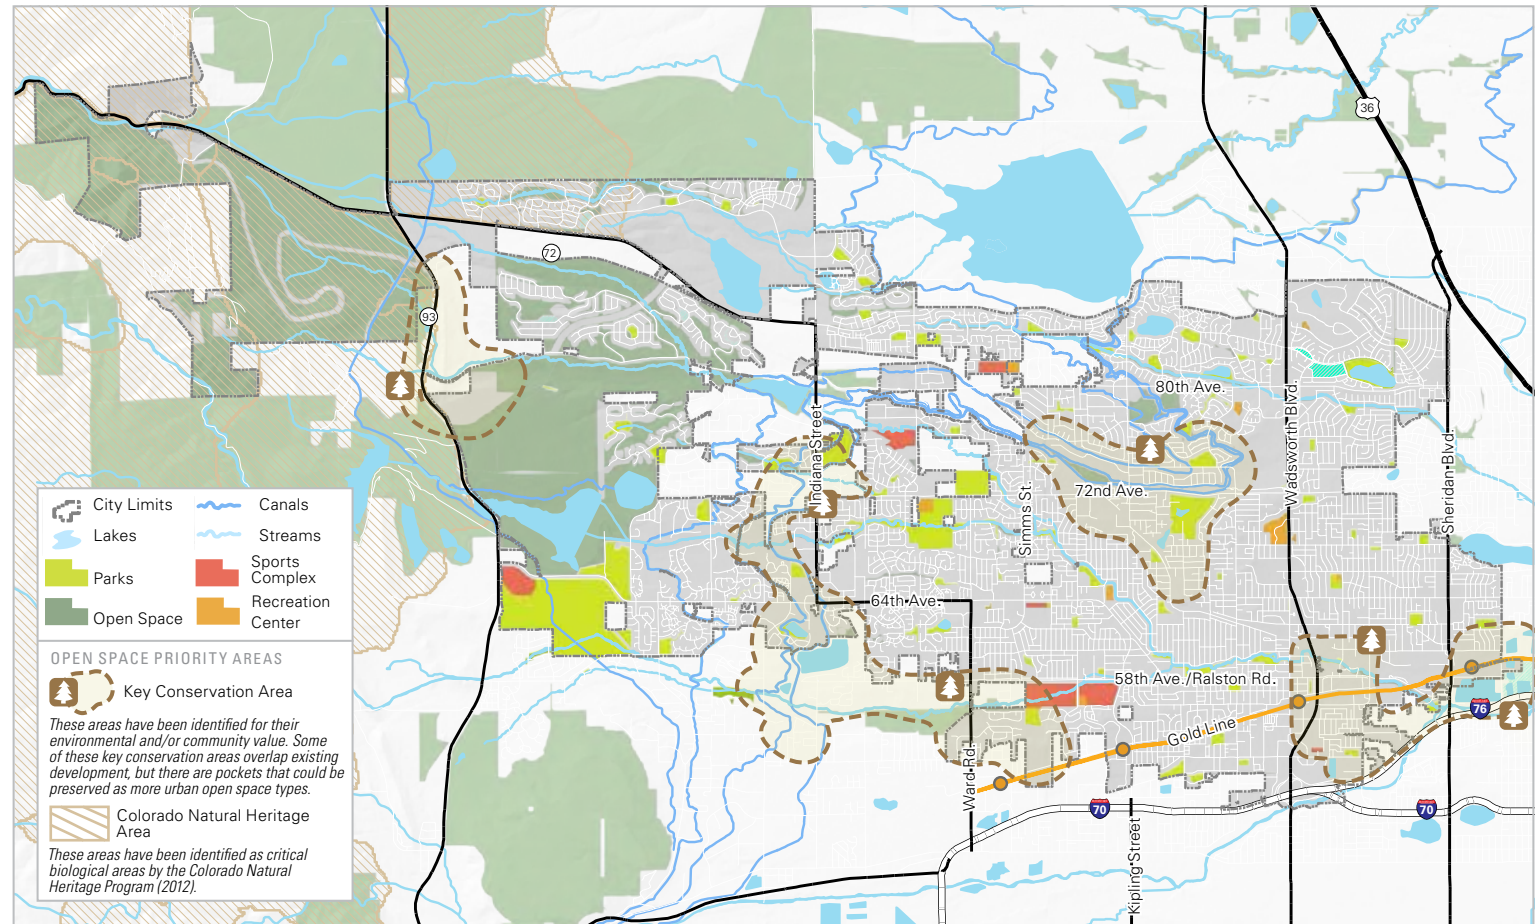 36
72
93
80th Ave.
Wadsworth Blvd.
Indiana Street
Sheridan Blvd.
72nd Ave.
Simms St.
64th Ave.
58th Ave./Ralston Rd.
76
Gold Line
Ward Rd.
70
70
Kipling Street
City Limits
Canals
Lakes
Streams
Parks
Sports
Complex
Open Space
Recreation
Center
OPEN SPACE PRIORITY AREAS
Key Conservation Area
These areas have been identified for their
environmental and/or community value. Some
of these key conservation areas overlap existing
development, but there are pockets that could be
preserved as more urban open space types.
Colorado Natural Heritage
Area
These areas have been identified as critical
biological areas by the Colorado Natural
Heritage Program (2012).